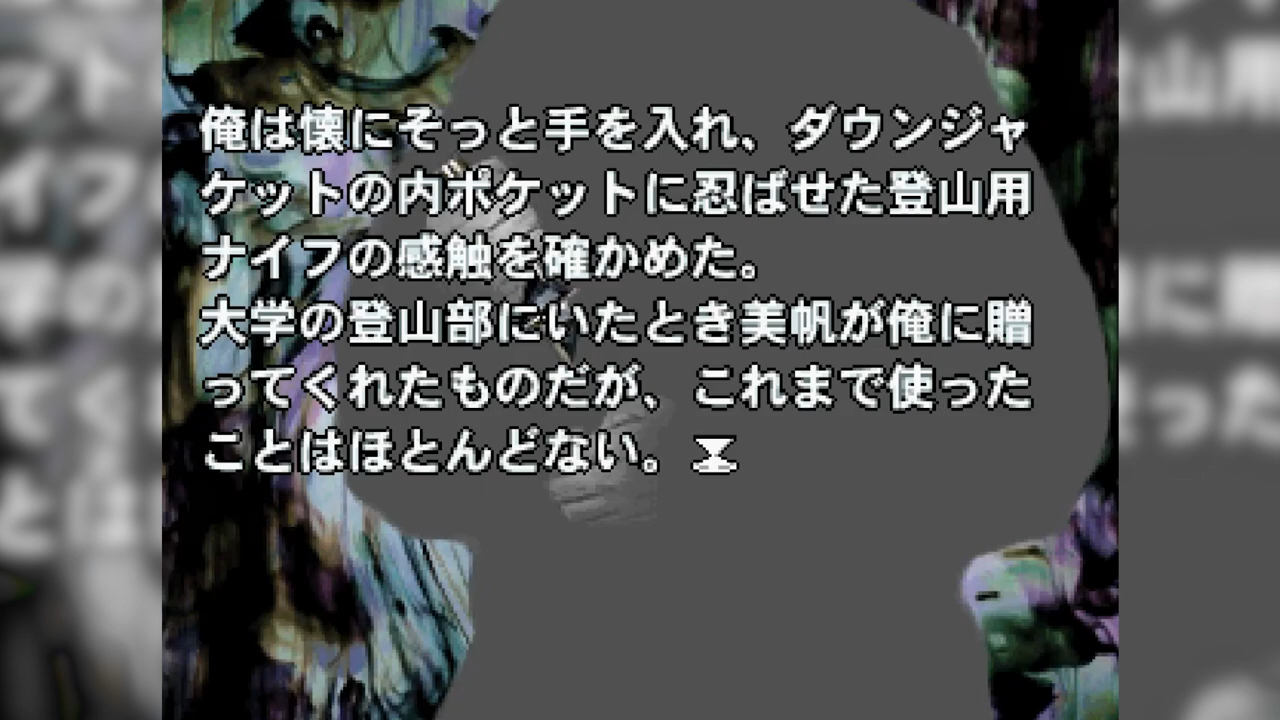 俺は懐にそっと手を入れ、ダウンジャ
ケットの内ポケットに忍ばせた登山用
ナイフの感触を確かめた。
大学の登山部にいたとき美帆が俺に贈
ってくれたものだが、これまで使った
ことはほとんどない。